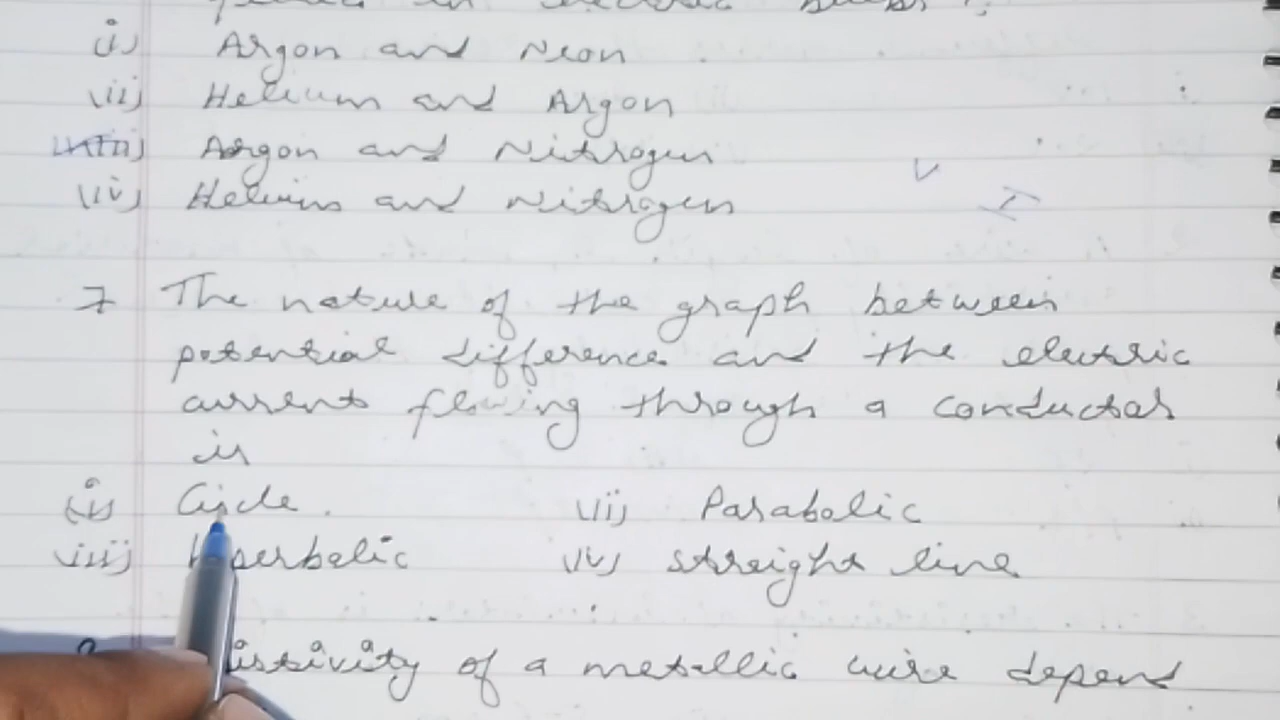 i) Argon and Neon
ii) Helium and Argon
iii) Argon and Nitrogen
iv) Helium and Nitrogen
7 The nature of the graph between
potential difference and the electric
current flowing through a conductor
is
i) Circle. ii) Parabolic
iii) iv) streight line
of a metallic wire depend